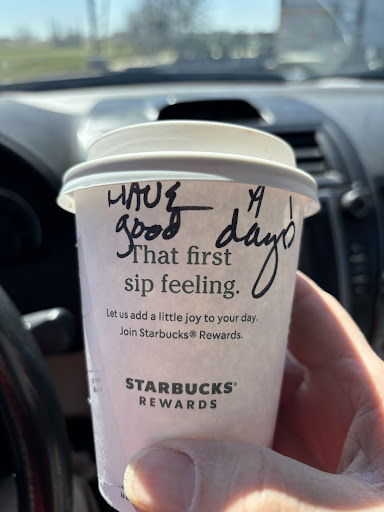 HAVE A
good day!
That first
sip feeling.
Let us add a little joy to your day.
Join Starbucks® Rewards.
STARBUCKS®
REWARDS